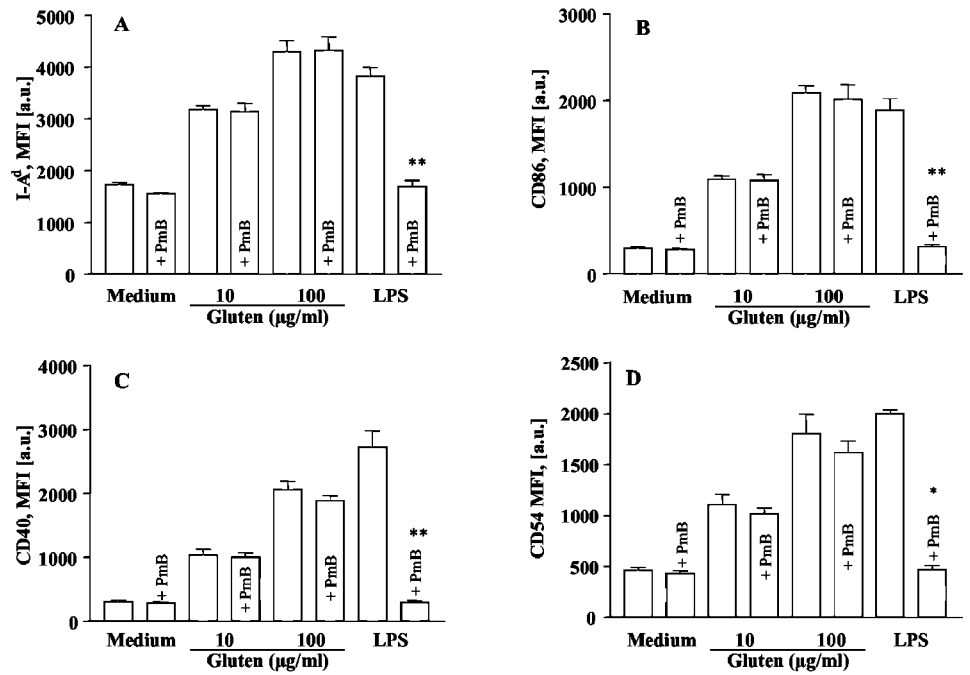 A
I-Aᵈ, MFI [a.u.]
5000
4000
3000
2000
1000
0
+ PmB
+ PmB
+ PmB
**
+ PmB
Medium
10
100
LPS
Gluten (µg/ml)
B
CD86, MFI [a.u.]
3000
2000
1000
0
+ PmB
+ PmB
+ PmB
**
+ PmB
Medium
10
100
LPS
Gluten (µg/ml)
C
CD40, MFI [a.u.]
4000
3000
2000
1000
0
+ PmB
+ PmB
+ PmB
**
+ PmB
Medium
10
100
LPS
Gluten (µg/ml)
D
CD54 MFI, [a.u.]
2500
2000
1500
1000
500
0
+ PmB
+ PmB
+ PmB
*
+ PmB
Medium
10
100
LPS
Gluten (µg/ml)